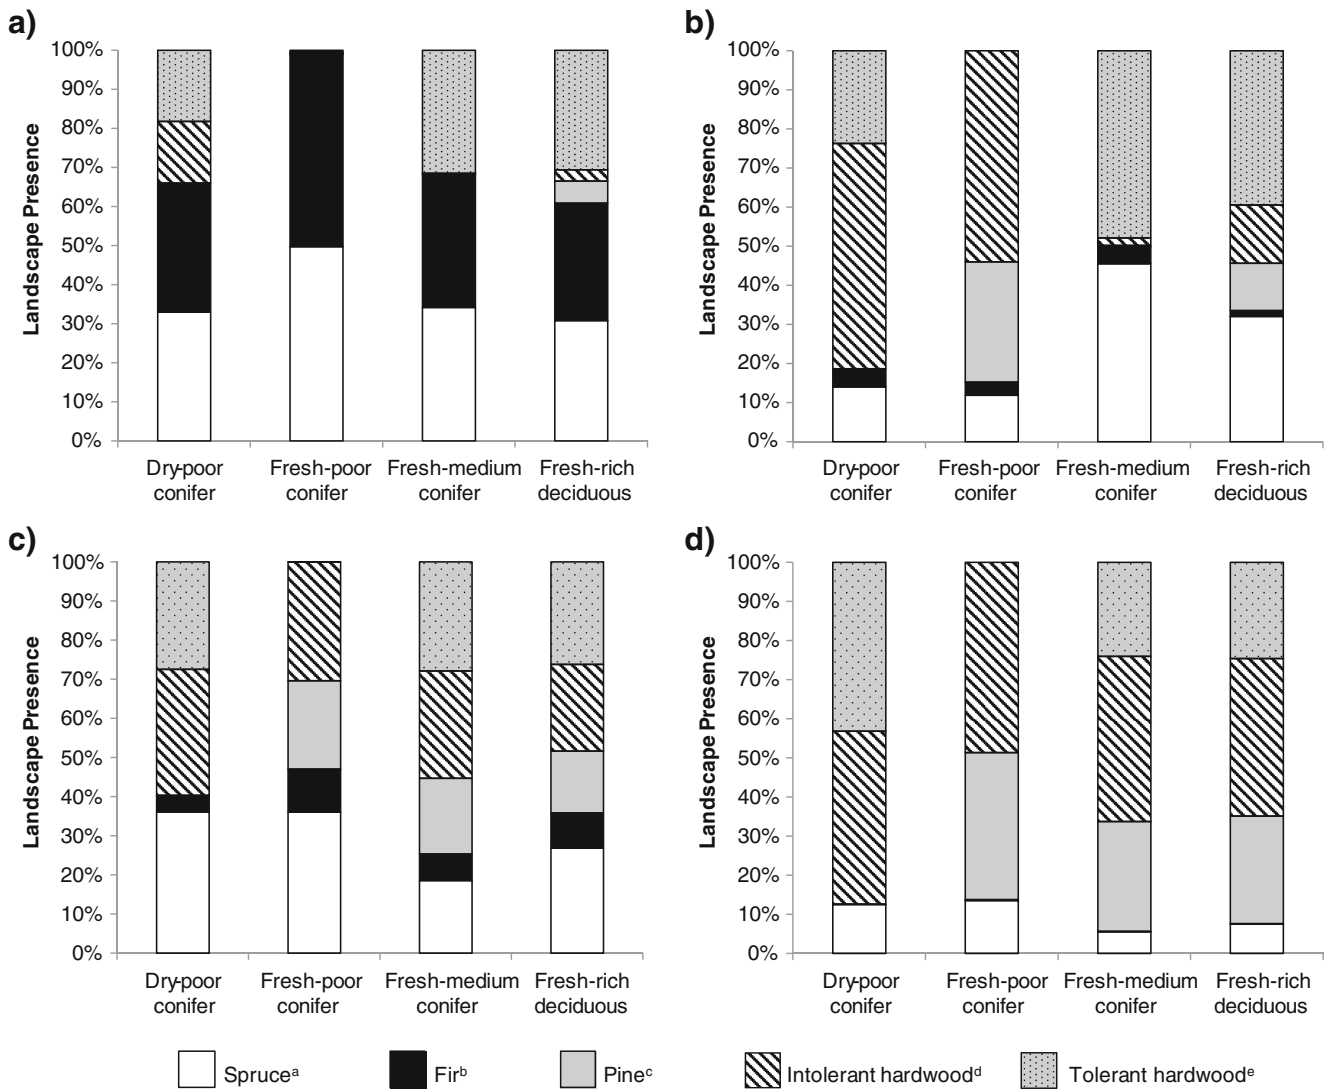 a)
100%
90%
80%
70%
60%
50%
40%
30%
20%
10%
0%
Landscape Presence
Dry-poor conifer
Fresh-poor conifer
Fresh-medium conifer
Fresh-rich deciduous
b)
100%
90%
80%
70%
60%
50%
40%
30%
20%
10%
0%
Landscape Presence
Dry-poor conifer
Fresh-poor conifer
Fresh-medium conifer
Fresh-rich deciduous
c)
100%
90%
80%
70%
60%
50%
40%
30%
20%
10%
0%
Landscape Presence
Dry-poor conifer
Fresh-poor conifer
Fresh-medium conifer
Fresh-rich deciduous
d)
100%
90%
80%
70%
60%
50%
40%
30%
20%
10%
0%
Landscape Presence
Dry-poor conifer
Fresh-poor conifer
Fresh-medium conifer
Fresh-rich deciduous
Spruceᵃ
Firᵇ
Pineᶜ
Intolerant hardwoodᵈ
Tolerant hardwoodᵉ